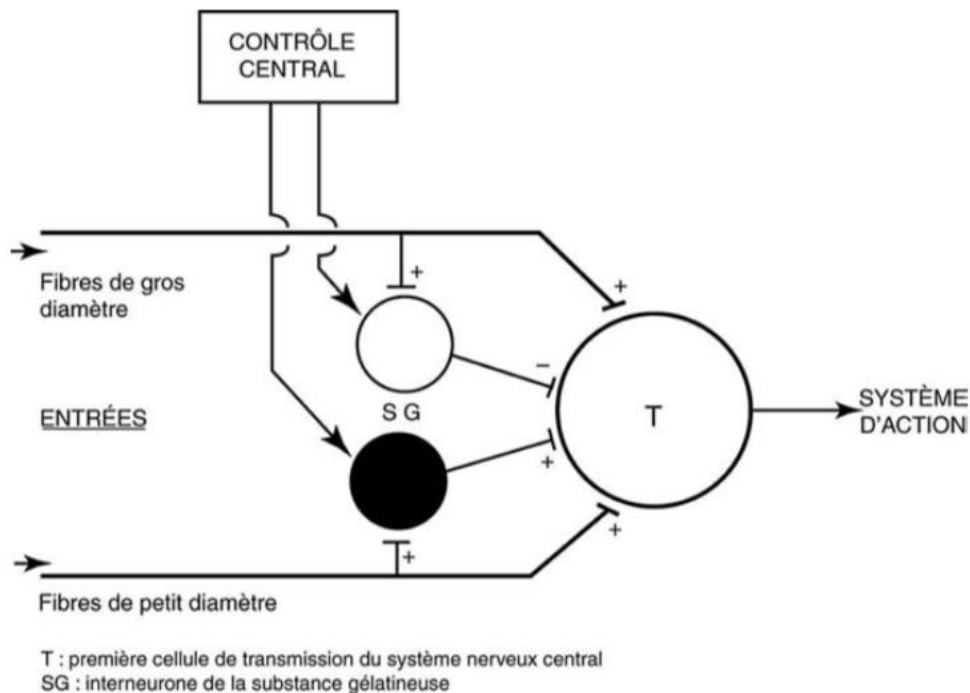 CONTRÔLE
CENTRAL
+
+
Fibres de gros
diamètre
−
S G
T
SYSTÈME
D'ACTION
ENTRÉES
+
+
+
Fibres de petit diamètre
T : première cellule de transmission du système nerveux central
SG : interneurone de la substance gélatineuse